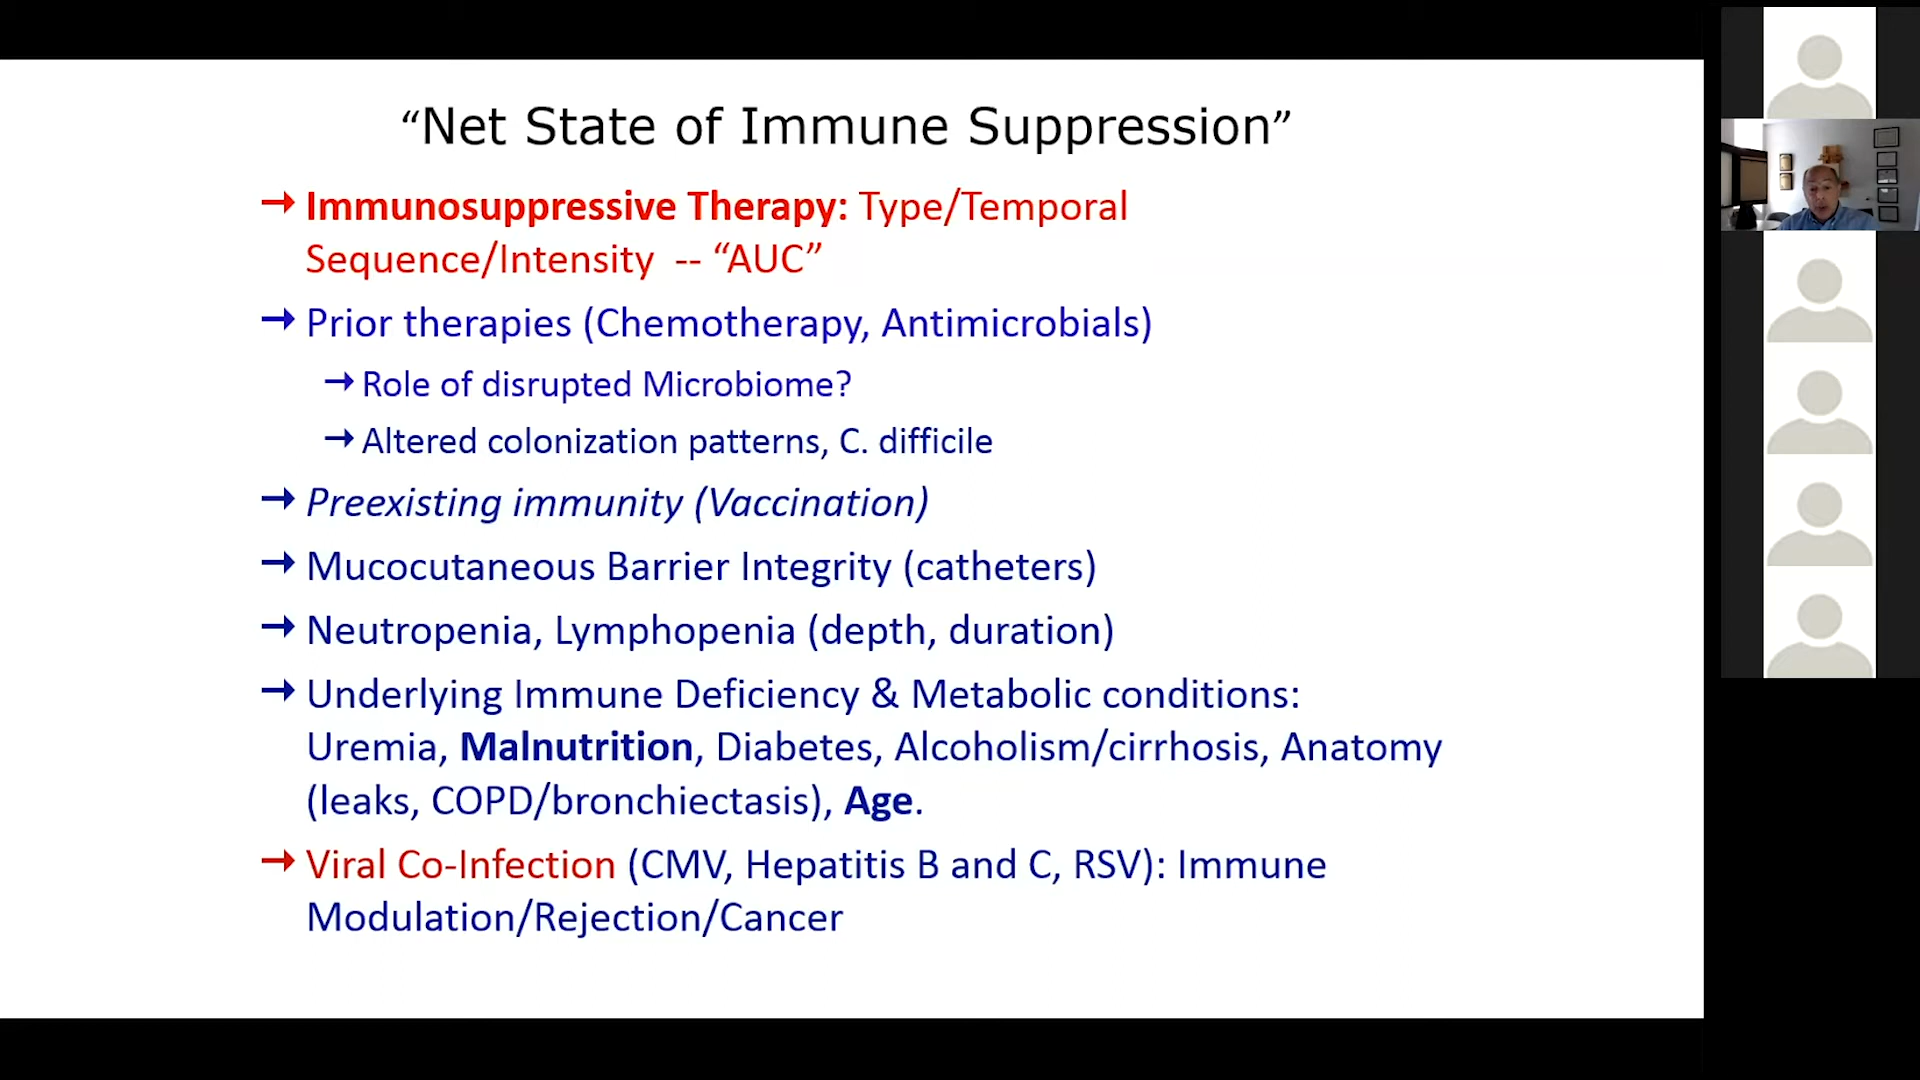 “Net State of Immune Suppression”
→ Immunosuppressive Therapy: Type/Temporal
Sequence/Intensity -- “AUC”
→ Prior therapies (Chemotherapy, Antimicrobials)
→ Role of disrupted Microbiome?
→ Altered colonization patterns, C. difficile
→ Preexisting immunity (Vaccination)
→ Mucocutaneous Barrier Integrity (catheters)
→ Neutropenia, Lymphopenia (depth, duration)
→ Underlying Immune Deficiency & Metabolic conditions:
Uremia, Malnutrition, Diabetes, Alcoholism/cirrhosis, Anatomy
(leaks, COPD/bronchiectasis), Age.
→ Viral Co-Infection (CMV, Hepatitis B and C, RSV): Immune
Modulation/Rejection/Cancer